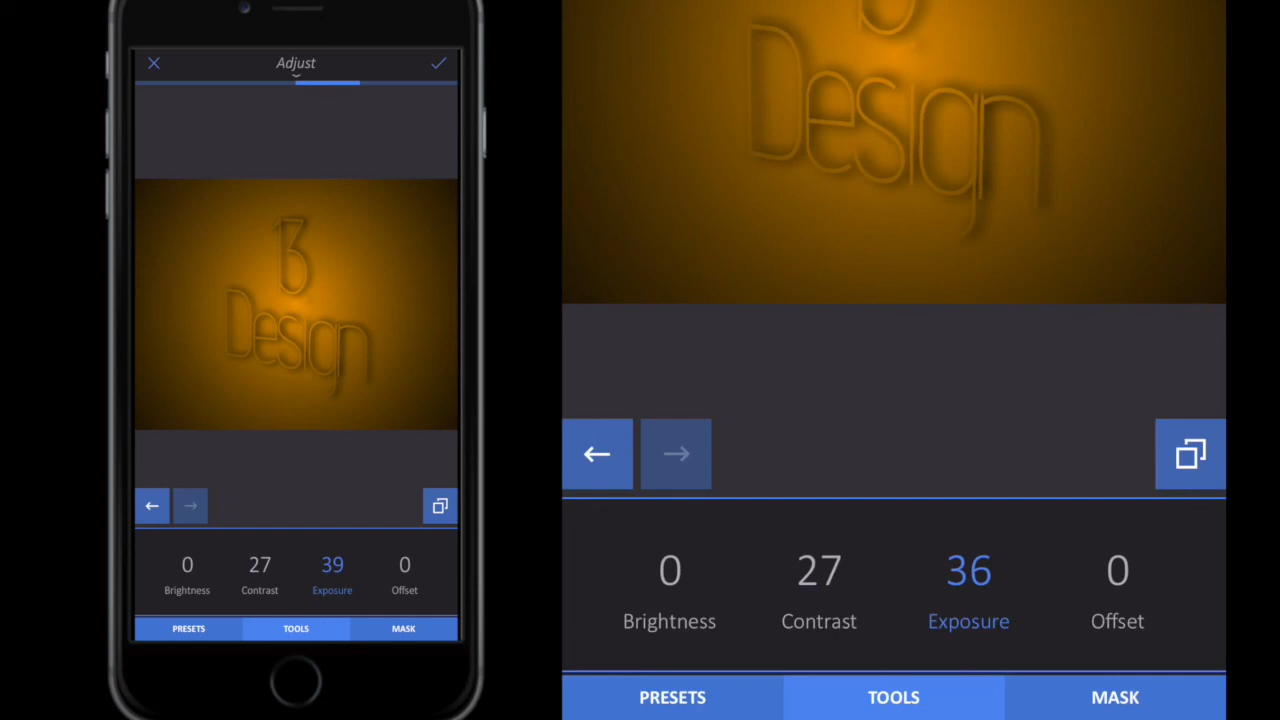 Adjust
13
Design
0 27 39 0
Brightness Contrast Exposure Offset
PRESETS TOOLS MASK
Design
0 27 36 0
Brightness Contrast Exposure Offset
PRESETS TOOLS MASK